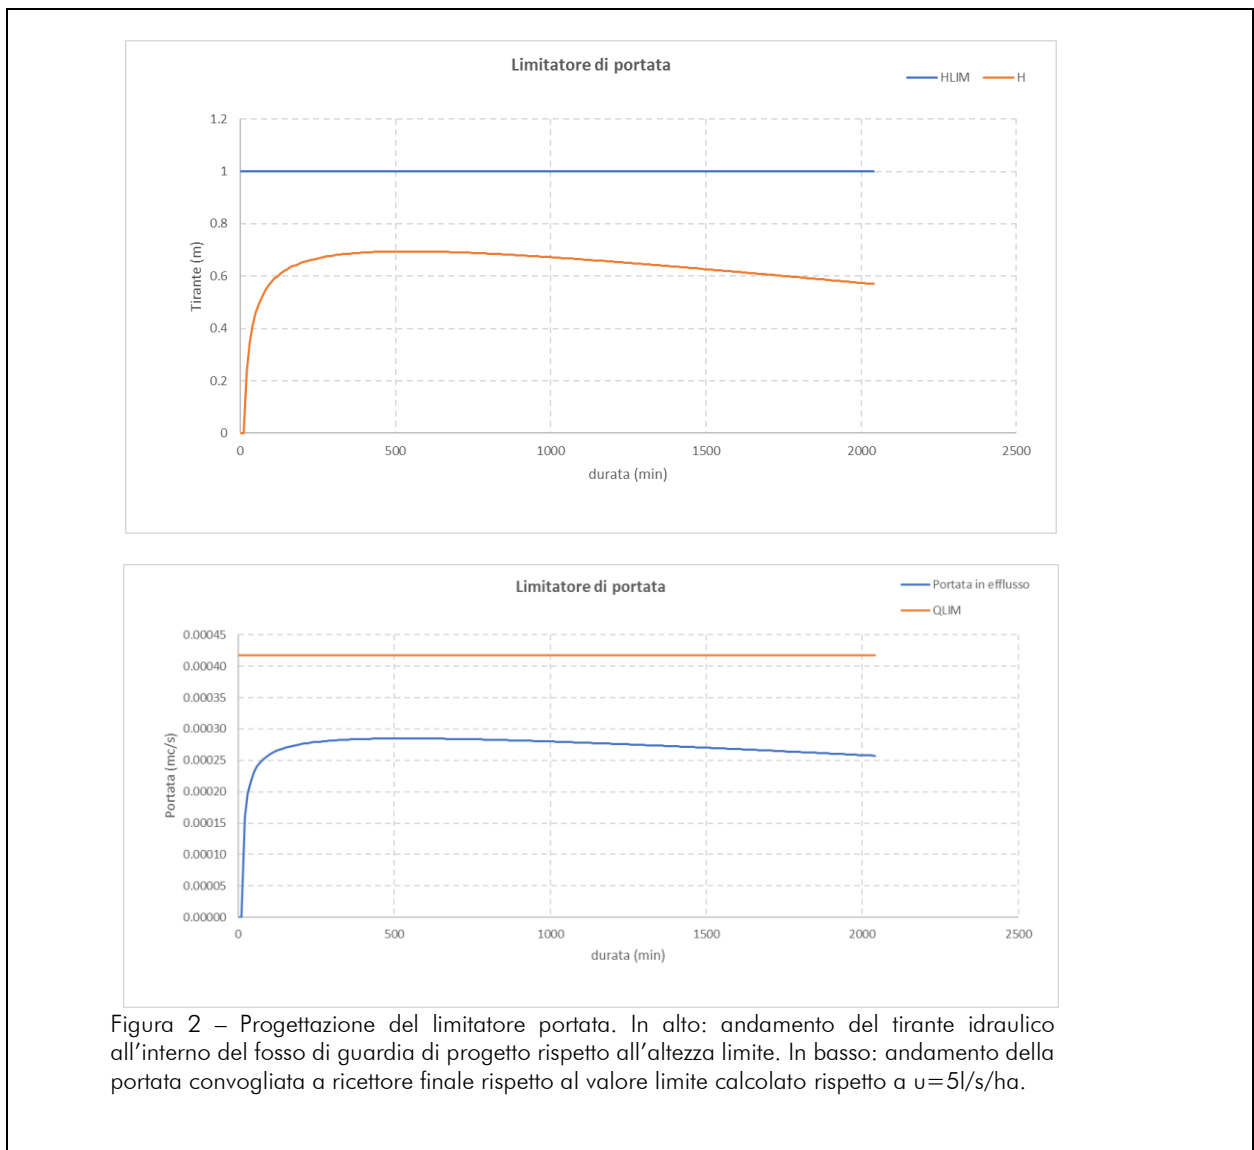 Limitatore di portata
HLIM
H
1.2
1
0.8
0.6
0.4
0.2
0
Tirante (m)
0
500
1000
1500
2000
2500
durata (min)
Limitatore di portata
Portata in efflusso
QLIM
0.00045
0.00040
0.00035
0.00030
0.00025
0.00020
0.00015
0.00010
0.00005
0.00000
Portata (mc/s)
0
500
1000
1500
2000
2500
durata (min)
Figura 2 – Progettazione del limitatore portata. In alto: andamento del tirante idraulico
all'interno del fosso di guardia di progetto rispetto all'altezza limite. In basso: andamento della
portata convogliata a ricettore finale rispetto al valore limite calcolato rispetto a u=5l/s/ha.